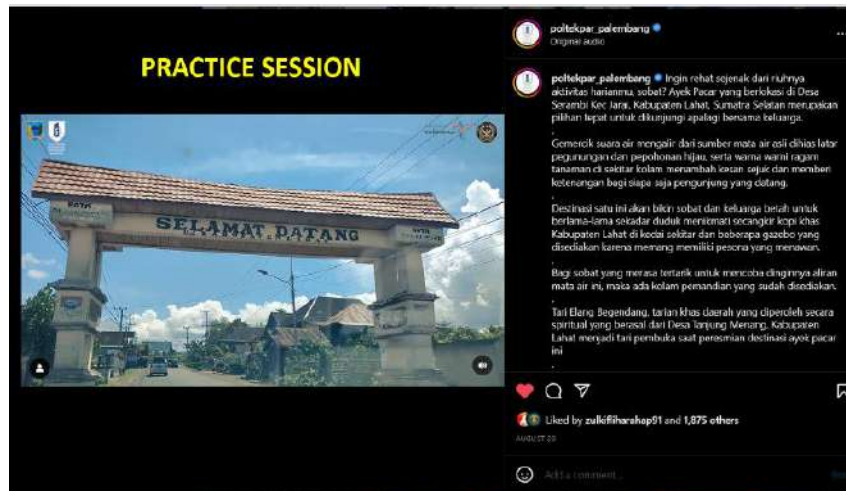 PRACTICE SESSION
SELAMAT DATANG
poltekpar_palembang
Original audio
poltekpar_palembang Ingin rehat sejenak dari riuhnya
aktivitas harianmu, sobat? Ayek Pacar yang berlokasi di Desa
Serambi Kec Jarai, Kabupaten Lahat, Sumatra Selatan merupakan
pilihan tepat untuk dikunjungi apalagi bersama keluarga.
.
Gemercik suara air mengalir dari sumber mata air asli dihias latar
pegunungan dan pepohonan hijau, serta warna warni ragam
tanaman di sekitar kolam menambah kesan sejuk dan memberi
ketenangan bagi siapa saja pengunjung yang datang.
.
Destinasi satu ini akan bikin sobat dan keluarga betah untuk
berlama-lama sekadar duduk menikmati secangkir kopi khas
Kabupaten Lahat di kedai sekitar dan beberapa gazebo yang
disediakan karena memang memiliki pesona yang menawan.
.
Bagi sobat yang merasa tertarik untuk mencoba dinginnya aliran
mata air ini, maka ada kolam pemandian yang sudah disediakan.
.
Tari Elang Begendang, tarian khas daerah yang diperoleh secara
spiritual yang berasal dari Desa Tanjung Menang, Kabupaten
Lahat menjadi tari pembuka saat peresmian destinasi ayek pacar
ini
.
Liked by zulkifliharahap91 and 1,875 others
AUGUST 20
Add a comment...